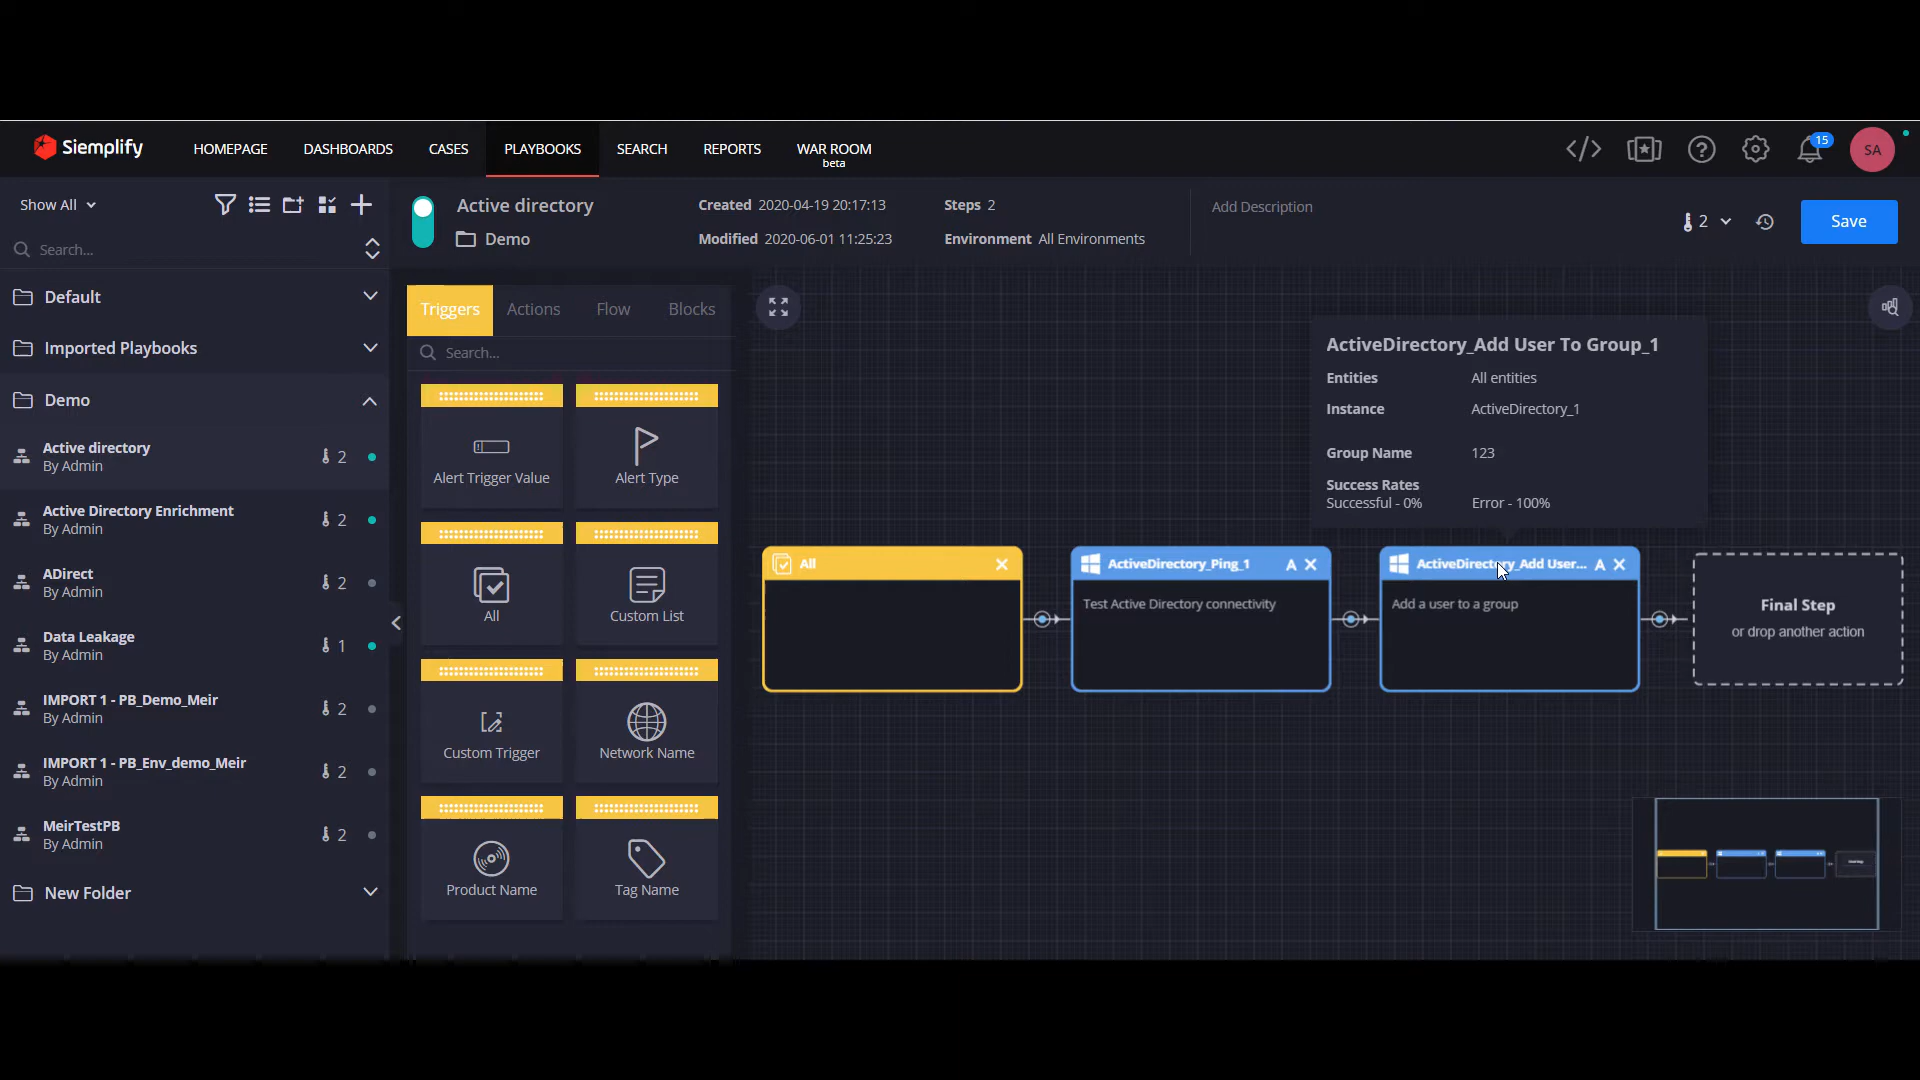 Siemplify
HOMEPAGE
DASHBOARDS
CASES
PLAYBOOKS
SEARCH
REPORTS
WAR ROOM
beta
15
SA
Show All
Search...
Default
Imported Playbooks
Demo
Active directory
By Admin
2
Active Directory Enrichment
By Admin
2
ADirect
By Admin
2
Data Leakage
By Admin
1
IMPORT 1 - PB_Demo_Meir
By Admin
2
IMPORT 1 - PB_Env_demo_Meir
By Admin
2
MeirTestPB
By Admin
2
New Folder
Active directory
Demo
Created 2020-04-19 20:17:13
Modified 2020-06-01 11:25:23
Steps 2
Environment All Environments
Add Description
2
Save
Triggers
Actions
Flow
Blocks
Search...
Alert Trigger Value
Alert Type
All
Custom List
Custom Trigger
Network Name
Product Name
Tag Name
ActiveDirectory_Add User To Group_1
Entities All entities
Instance ActiveDirectory_1
Group Name 123
Success Rates
Successful - 0% Error - 100%
All
ActiveDirectory_Ping_1 A
Test Active Directory connectivity
ActiveDirectory_Add User... A
Add a user to a group
Final Step
or drop another action